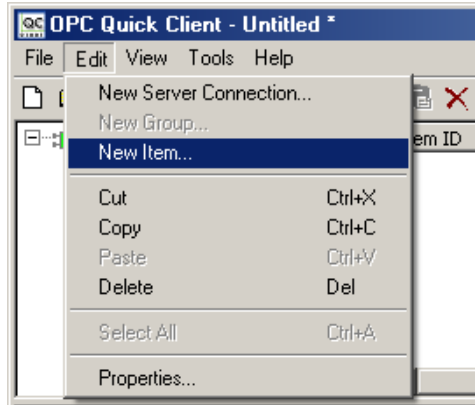 OPC Quick Client - Untitled *
File Edit View Tools Help
New Server Connection...
New Group...
New Item...
em ID
Cut Ctrl+X
Copy Ctrl+C
Paste Ctrl+V
Delete Del
Select All Ctrl+A
Properties...